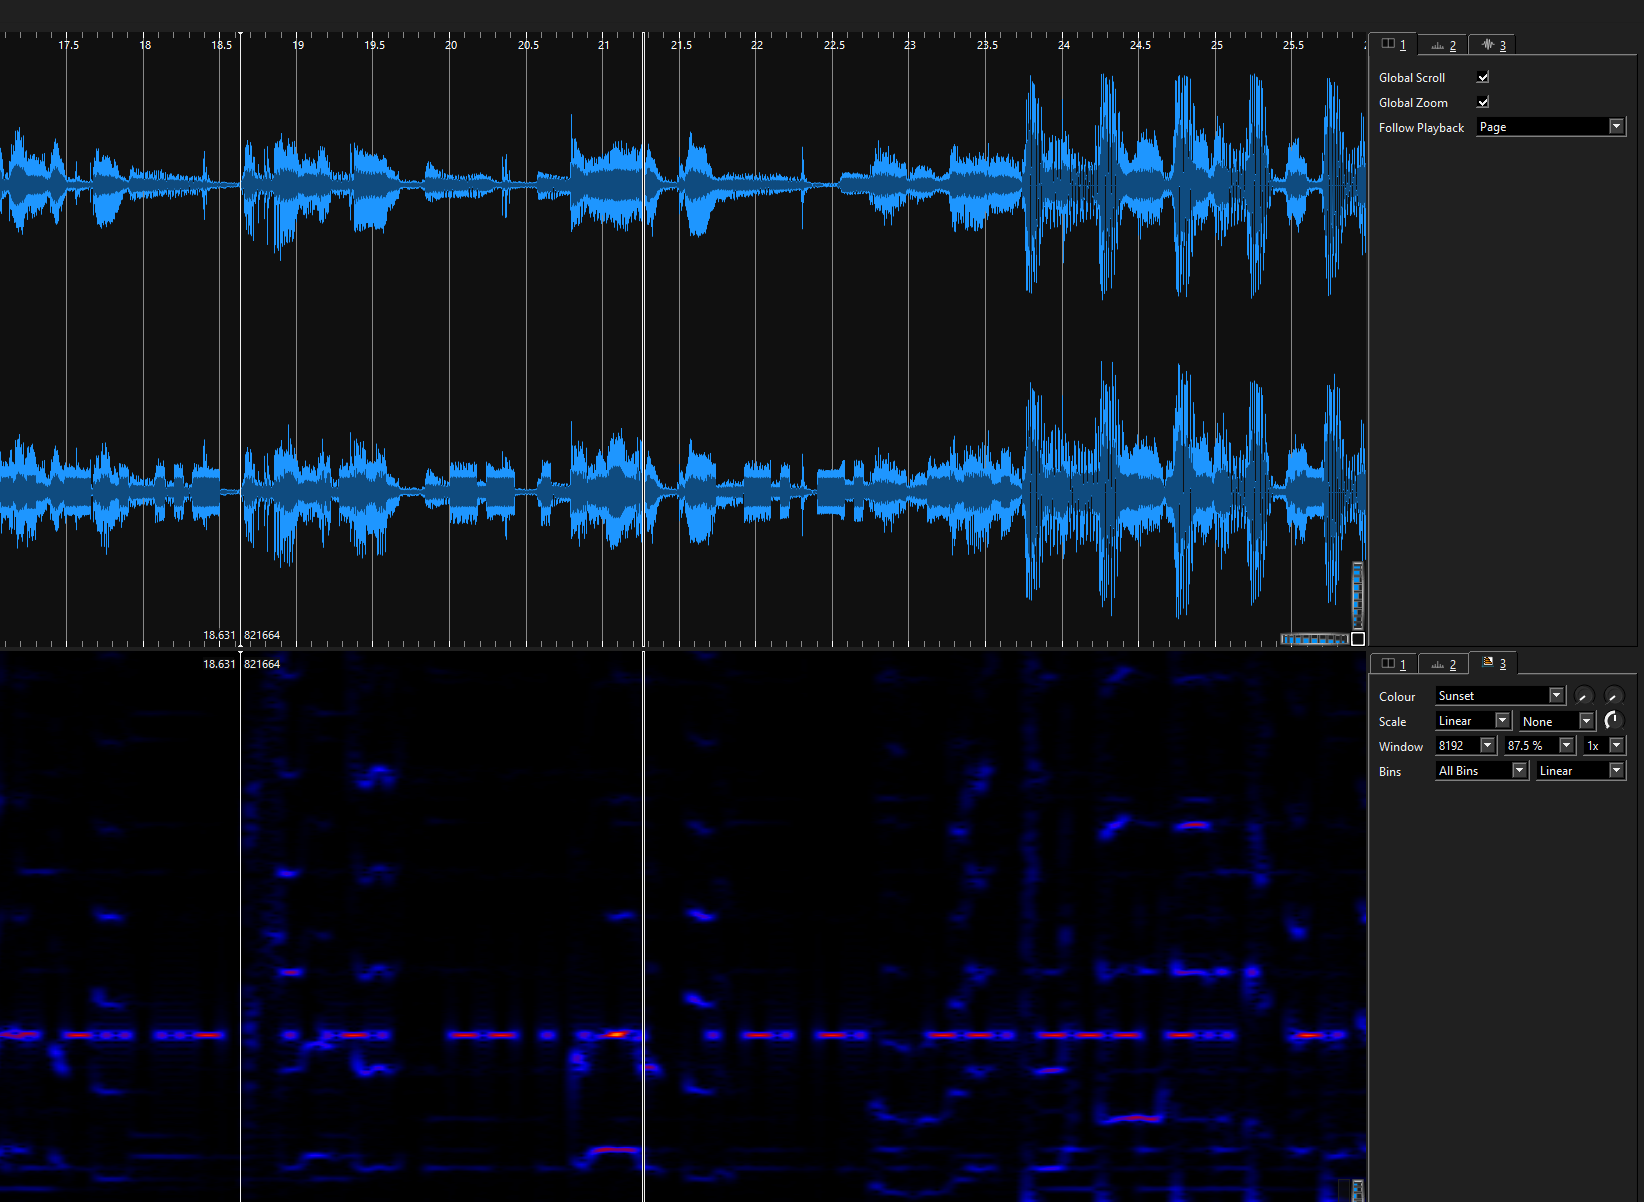 17.5 18 18.5 19 19.5 20 20.5 21 21.5 22 22.5 23 23.5 24 24.5 25 25.5
1 2 3
Global Scroll
Global Zoom
Follow Playback Page
18.631 821664
18.631 821664
1 2 3
Colour Sunset
Scale Linear None
Window 8192 87.5 % 1x
Bins All Bins Linear